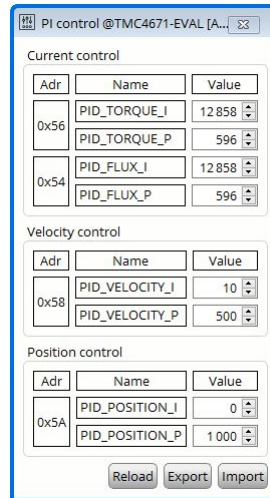 PI control @TMC4671-EVAL [A...
Current control
Adr Name Value
0x56 PID_TORQUE_I 12 858
PID_TORQUE_P 596
0x54 PID_FLUX_I 12 858
PID_FLUX_P 596
Velocity control
Adr Name Value
0x58 PID_VELOCITY_I 10
PID_VELOCITY_P 500
Position control
Adr Name Value
0x5A PID_POSITION_I 0
PID_POSITION_P 1 000
Reload Export Import